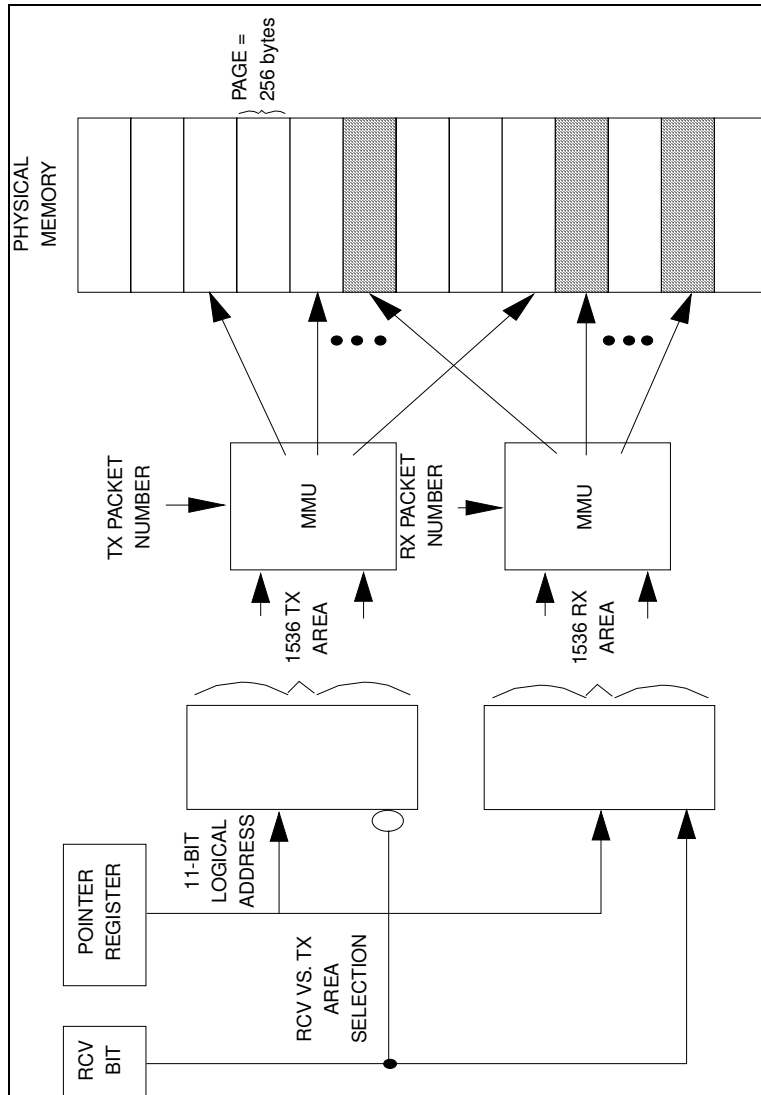 RCV
BIT
POINTER
REGISTER
11-BIT
LOGICAL
ADDRESS
RCV VS. TX
AREA
SELECTION
1536 TX
AREA
1536 RX
AREA
TX PACKET
NUMBER
MMU
RX PACKET
NUMBER
MMU
PHYSICAL
MEMORY
PAGE =
256 bytes